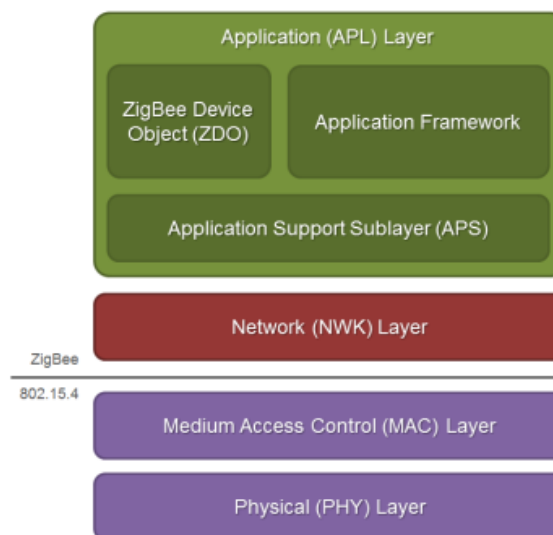 Application (APL) Layer
ZigBee Device
Object (ZDO)
Application Framework
Application Support Sublayer (APS)
Network (NWK) Layer
ZigBee
802.15.4
Medium Access Control (MAC) Layer
Physical (PHY) Layer